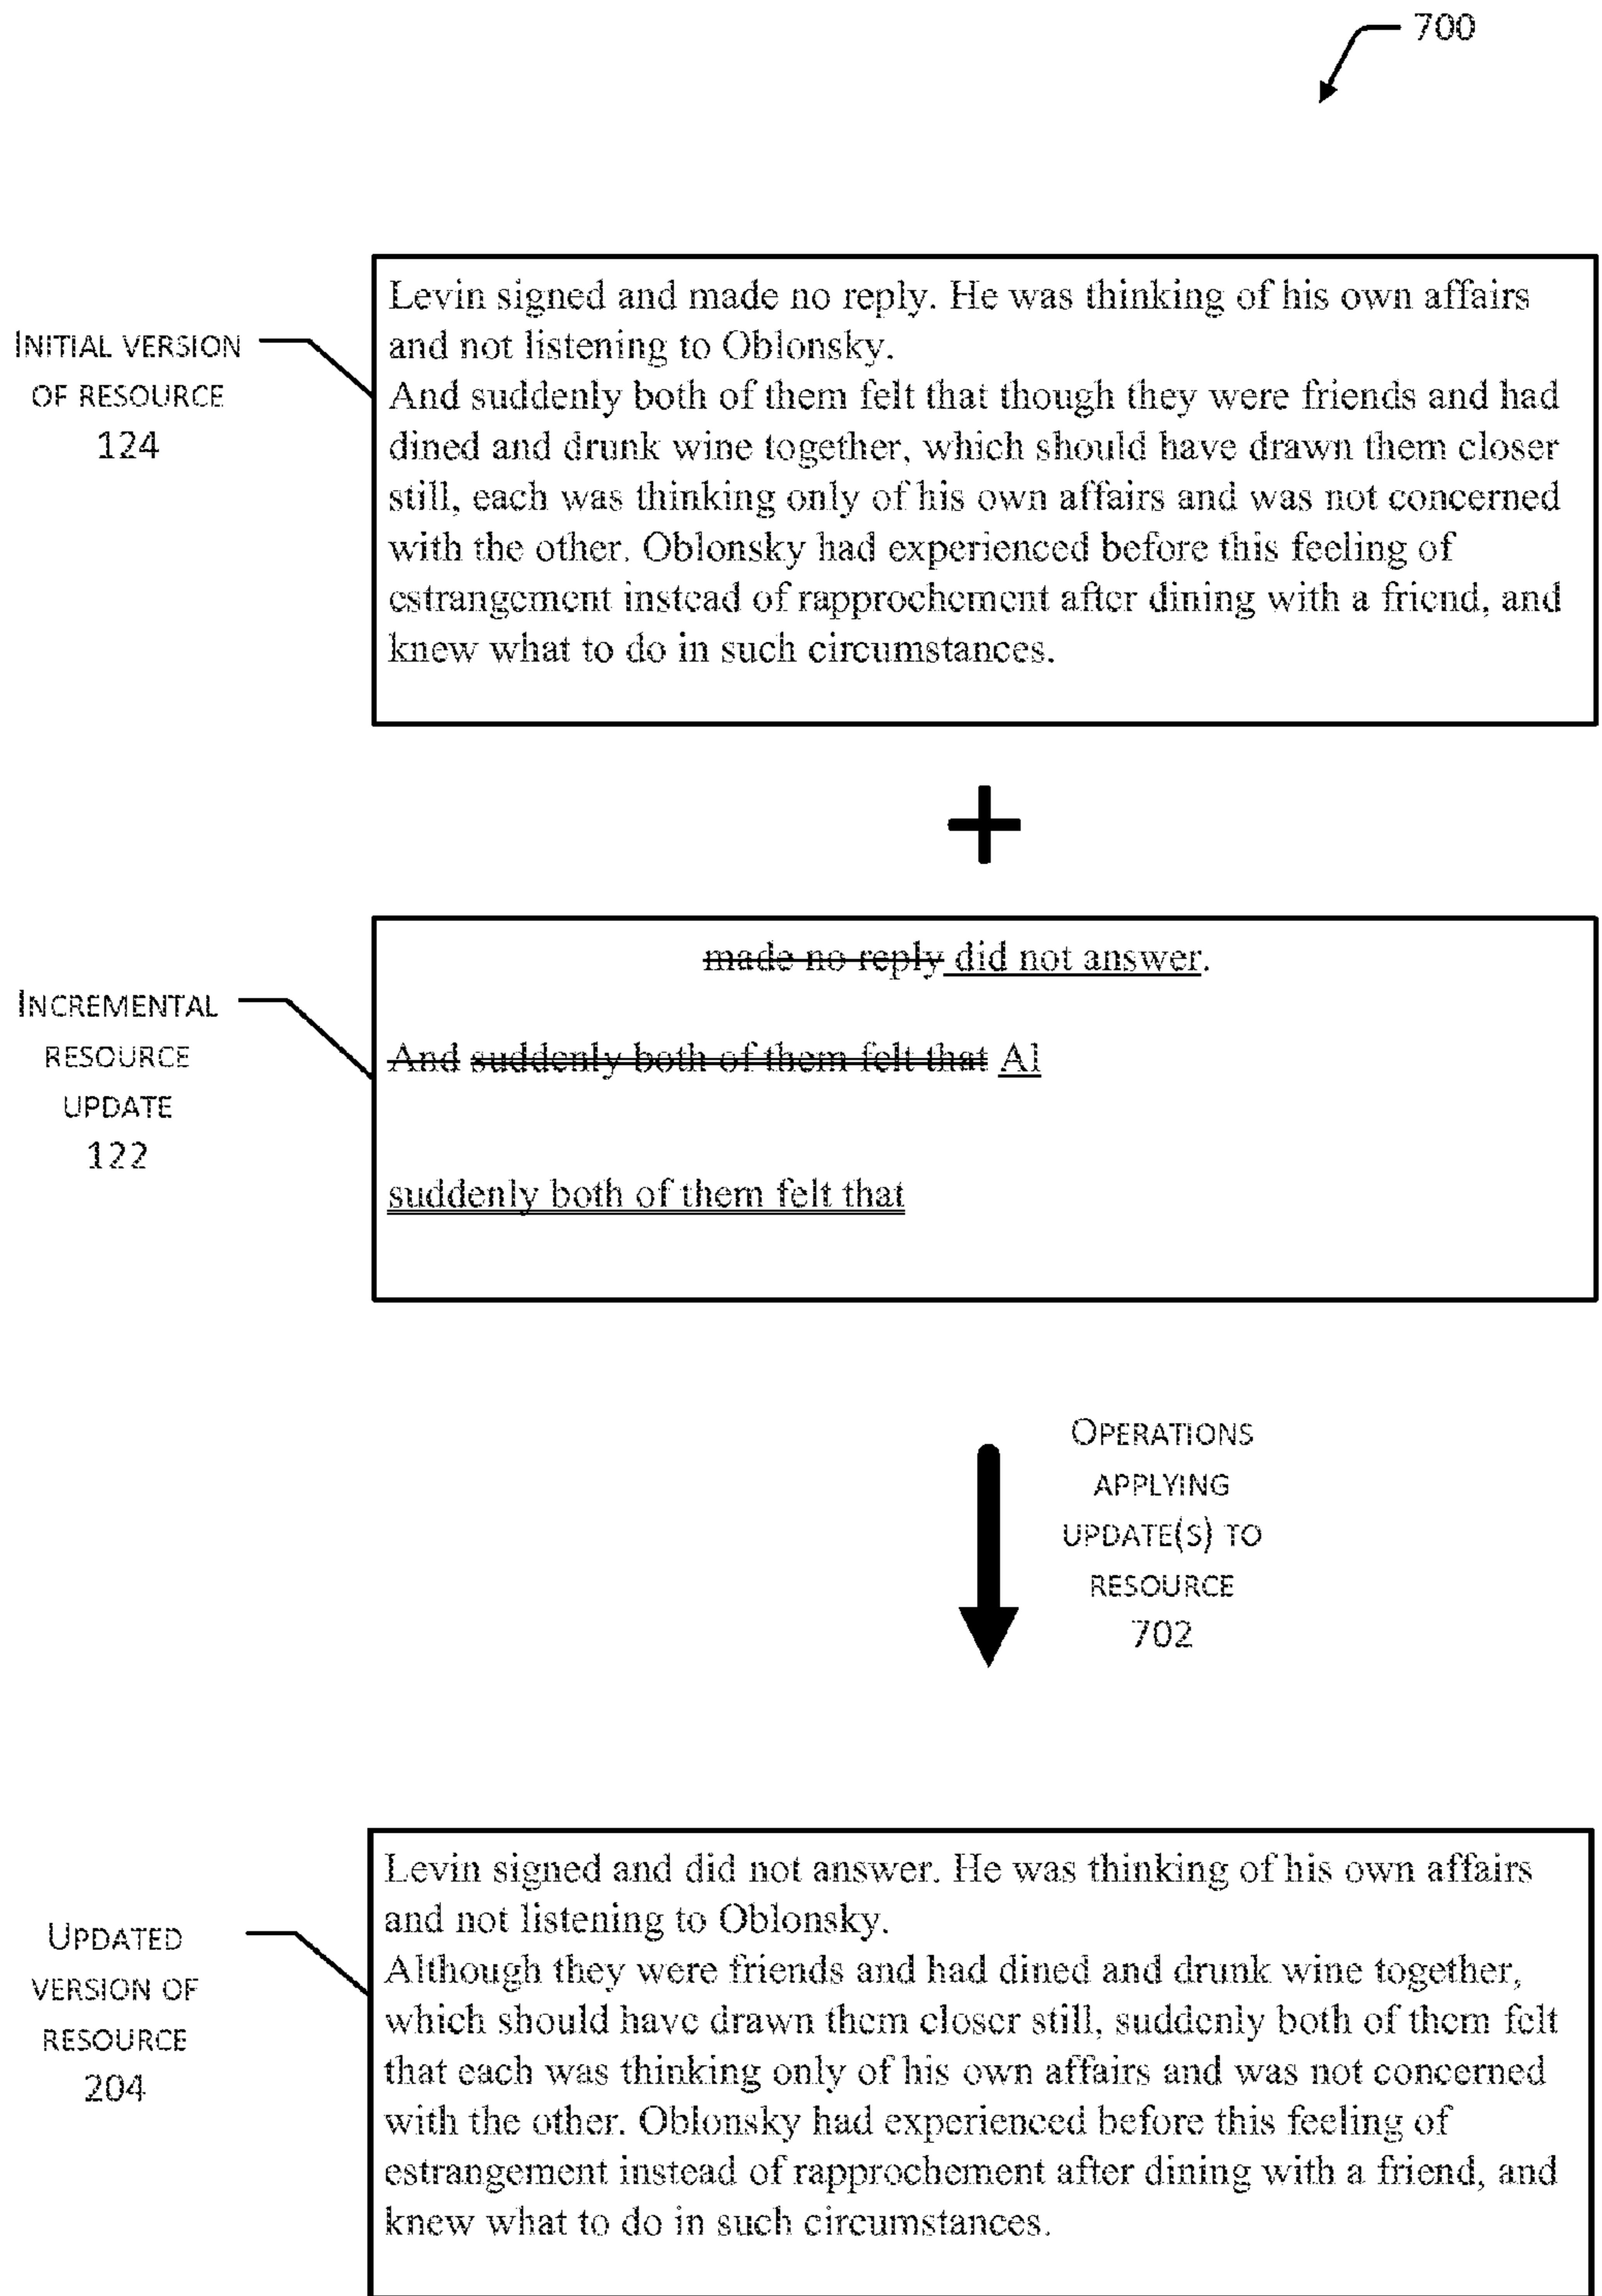 700
Levin signed and made no reply. He was thinking of his own affairs
and not listening to Oblonsky.
And suddenly both of them felt that though they were friends and had
dined and drunk wine together, which should have drawn them closer
still, each was thinking only of his own affairs and was not concerned
with the other. Oblonsky had experienced before this feeling of
estrangement instead of rapprochement after dining with a friend, and
knew what to do in such circumstances.
INITIAL VERSION
OF RESOURCE
124
+
made no reply did not answer.
And suddenly both of them felt that Al
suddenly both of them felt that
INCREMENTAL
RESOURCE
UPDATE
122
OPERATIONS
APPLYING
UPDATE(S) TO
RESOURCE
702
Levin signed and did not answer. He was thinking of his own affairs
and not listening to Oblonsky.
Although they were friends and had dined and drunk wine together,
which should have drawn them closer still, suddenly both of them felt
that each was thinking only of his own affairs and was not concerned
with the other. Oblonsky had experienced before this feeling of
estrangement instead of rapprochement after dining with a friend, and
knew what to do in such circumstances.
UPDATED
VERSION OF
RESOURCE
204